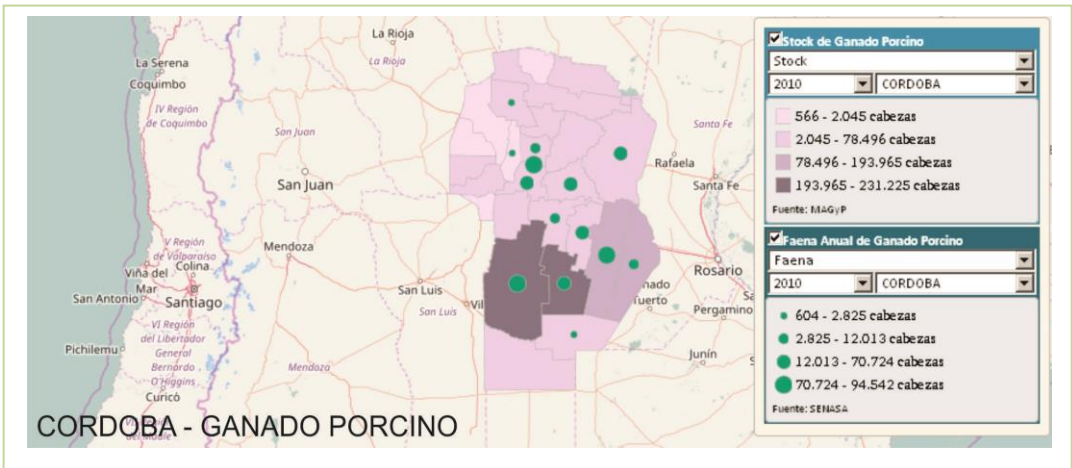 La Rioja
La Serena
La Rioja
Coquimbo
IV Región
de Coquimbo
San Juan
Santa Fe
Rafaela
San Juan
Santa Fe
V Región
de Valparaíso
Mendoza
Viña del
Mar
Colina
San Luis
Rosario
San Antonio
Santiago
San Luis
Vil
nado
Tuerto
Pergamino
VI Región
del Libertador
General
Bernardo
O'Higgins
Pichilemu
Mendoza
Junín
Curicó
CORDOBA - GANADO PORCINO
Stock de Ganado Porcino
Stock
2010 CORDOBA
566 - 2.045 cabezas
2.045 - 78.496 cabezas
78.496 - 193.965 cabezas
193.965 - 231.225 cabezas
Fuente: MAGyP
Faena Anual de Ganado Porcino
Faena
2010 CORDOBA
604 - 2.825 cabezas
2.825 - 12.013 cabezas
12.013 - 70.724 cabezas
70.724 - 94.542 cabezas
Fuente: SENASA